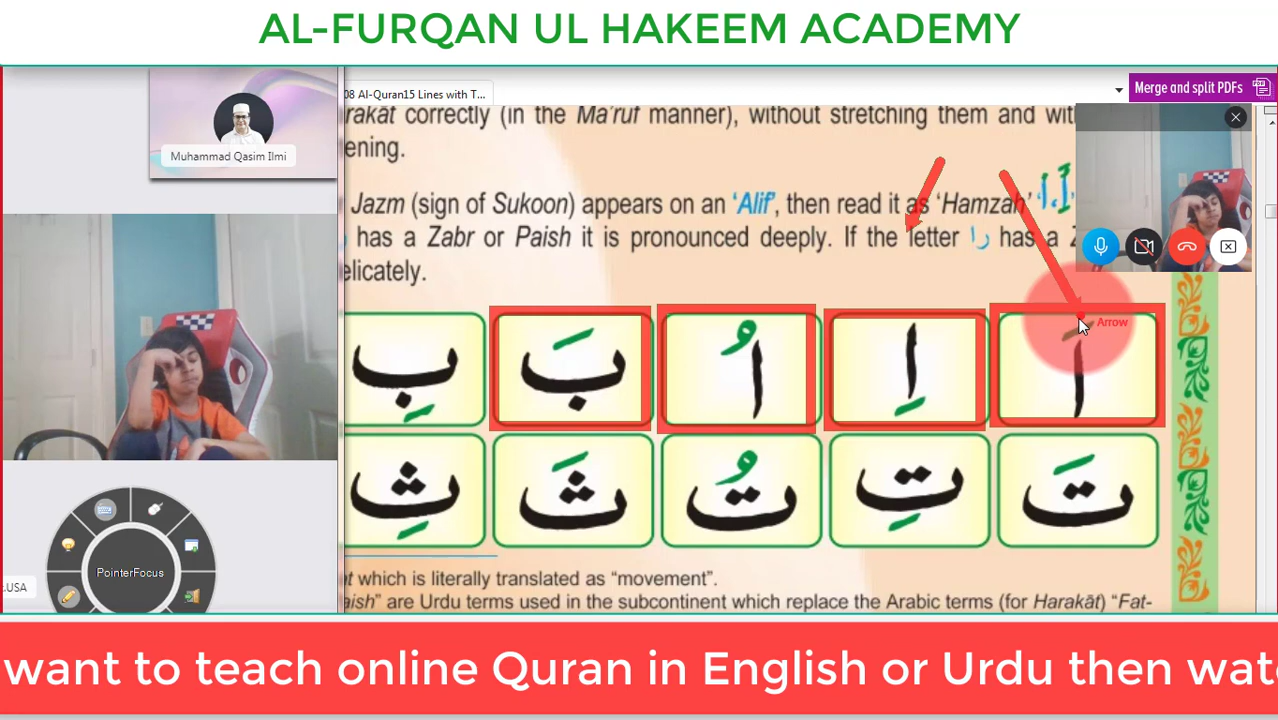 AL-FURQAN UL HAKEEM ACADEMY
08 Al-Quran15 Lines with T...
Merge and split PDFs
Muhammad Qasim Ilmi
rakāt correctly (in the Ma'ruf manner), without stretching them and wit
ening.
Jazm (sign of Sukoon) appears on an 'Alif', then read it as 'Hamzah'
has a Zabr or Paish it is pronounced deeply. If the letter را has a Z
elicately.
Arrow
اَ اِ اُ بَ بِ
تَ تِ تُ ثَ ثِ
PointerFocus
.USA
t which is literally translated as “movement”.
aish” are Urdu terms used in the subcontinent which replace the Arabic terms (for Harakāt) “Fat-
want to teach online Quran in English or Urdu then wat